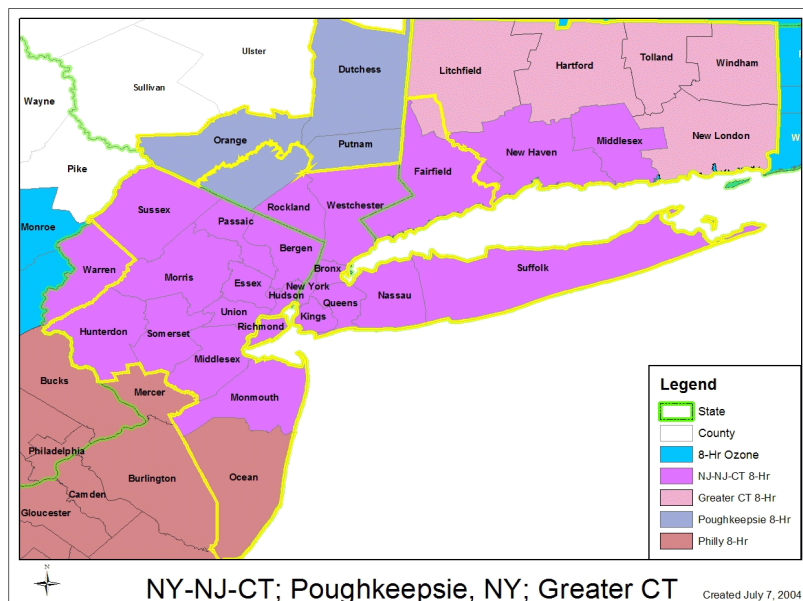 Ulster
Dutchess
Litchfield
Hartford
Tolland
Windham
Sullivan
Wayne
Orange
Putnam
New Haven
Middlesex
New London
Pike
Fairfield
Sussex
Rockland
Westchester
Passaic
Monroe
Bergen
Warren
Morris
Bronx
Suffolk
Essex
New York
Hudson
Nassau
Queens
Union
Kings
Hunterdon
Somerset
Richmond
Middlesex
Bucks
Mercer
Monmouth
Philadelphia
Burlington
Ocean
Camden
Gloucester
Legend
State
County
8-Hr Ozone
NJ-NJ-CT 8-Hr
Greater CT 8-Hr
Poughkeepsie 8-Hr
Philly 8-Hr
N
NY-NJ-CT; Poughkeepsie, NY; Greater CT
Created July 7, 2004